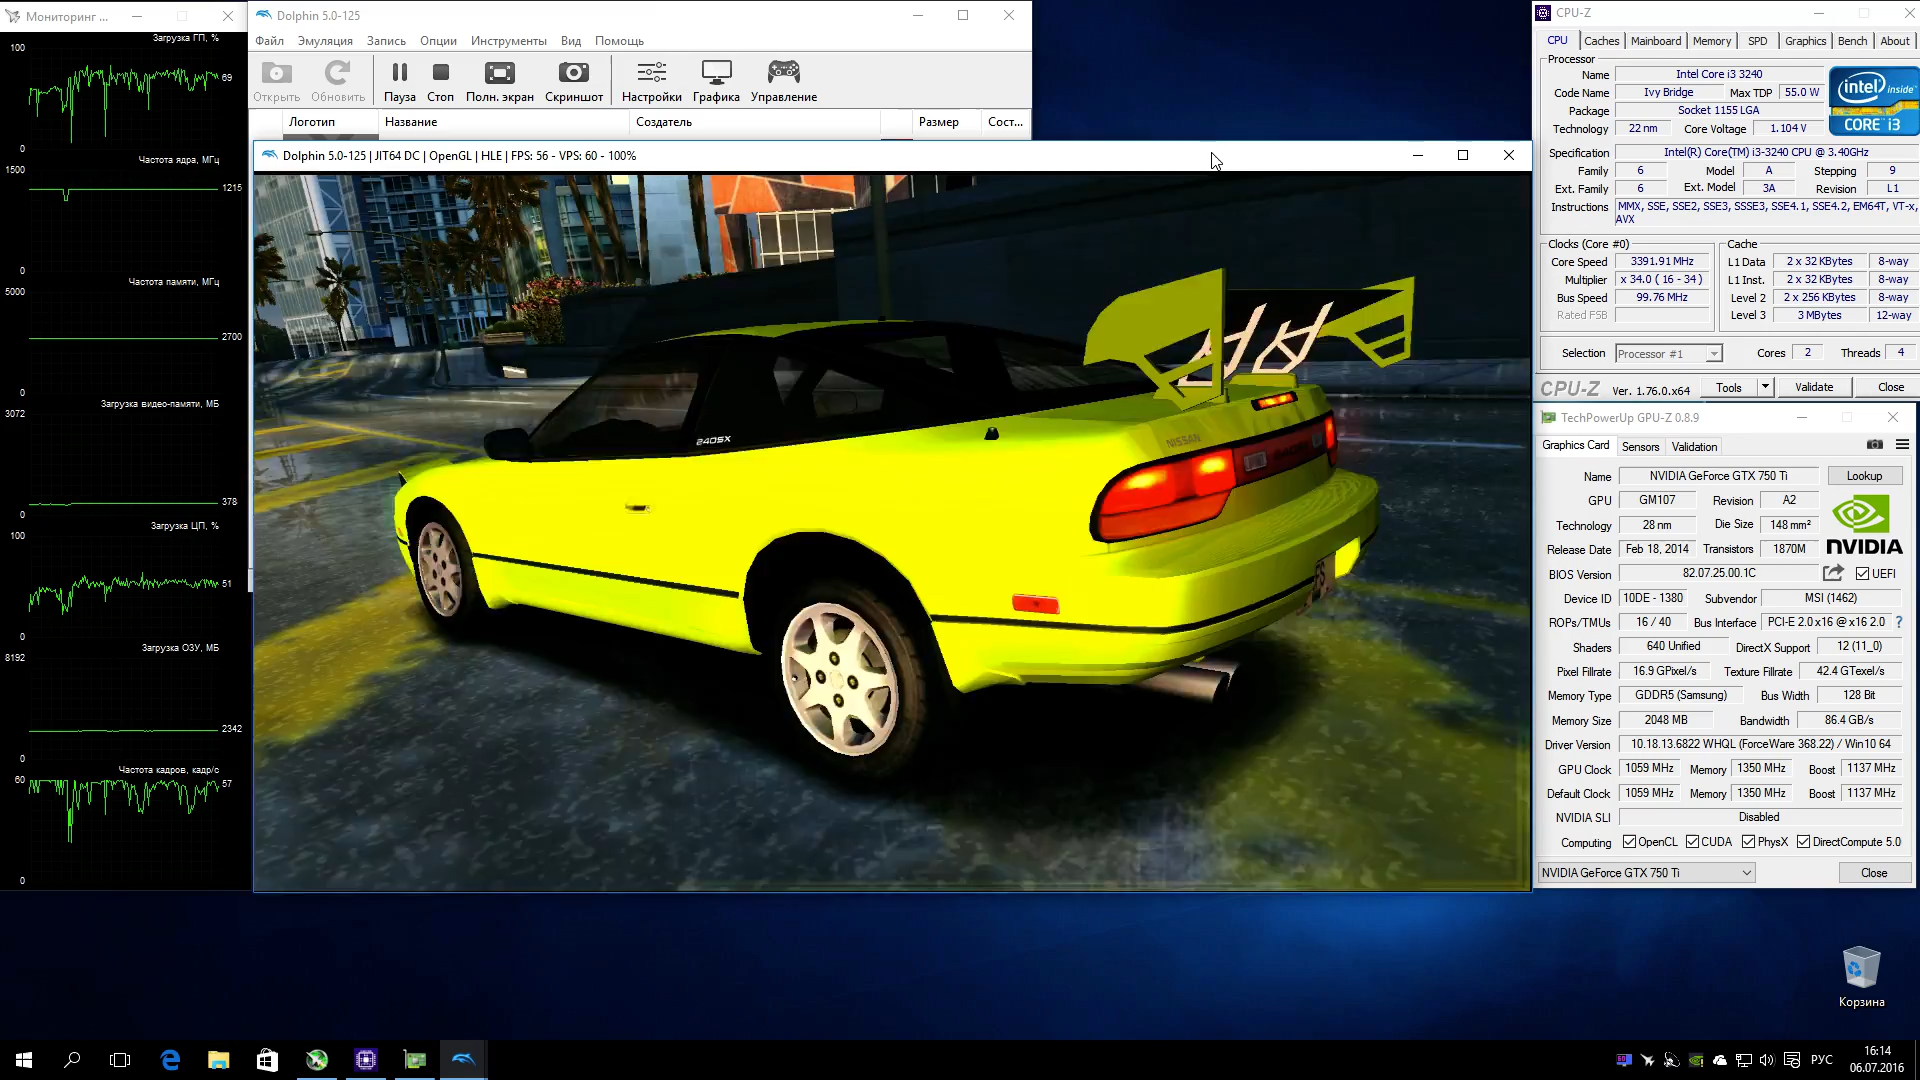 Мониторинг ...
Загрузка ГП, %
100
69
0
Частота ядра, МГц
1500
1215
0
Частота памяти, МГц
5000
2700
0
Загрузка видео-памяти, МБ
3072
378
0
Загрузка ЦП, %
100
51
0
Загрузка ОЗУ, МБ
8192
2342
0
Частота кадров, кадр/с
60
57
0
Dolphin 5.0-125
Файл Эмуляция Запись Опции Инструменты Вид Помощь
Открыть Обновить Пауза Стоп Полн. экран Скриншот Настройки Графика Управление
Логотип Название Создатель Размер Сост...
Dolphin 5.0-125 | JIT64 DC | OpenGL | HLE | FPS: 56 - VPS: 60 - 100%
240SX
NISSAN
CPU-Z
CPU Caches Mainboard Memory SPD Graphics Bench About
Processor
Name Intel Core i3 3240
Code Name Ivy Bridge Max TDP 55.0 W
Package Socket 1155 LGA
Technology 22 nm Core Voltage 1.104 V
intel inside
CORE i3
Specification Intel(R) Core(TM) i3-3240 CPU @ 3.40GHz
Family 6 Model A Stepping 9
Ext. Family 6 Ext. Model 3A Revision L1
Instructions MMX, SSE, SSE2, SSE3, SSSE3, SSE4.1, SSE4.2, EM64T, VT-x,
AVX
Clocks (Core #0)
Core Speed 3391.91 MHz
Multiplier x 34.0 ( 16 - 34 )
Bus Speed 99.76 MHz
Rated FSB
Cache
L1 Data 2 x 32 KBytes 8-way
L1 Inst. 2 x 32 KBytes 8-way
Level 2 2 x 256 KBytes 8-way
Level 3 3 MBytes 12-way
Selection Processor #1 Cores 2 Threads 4
CPU-Z Ver. 1.76.0.x64 Tools Validate Close
TechPowerUp GPU-Z 0.8.9
Graphics Card Sensors Validation
Name NVIDIA GeForce GTX 750 Ti Lookup
GPU GM107 Revision A2
Technology 28 nm Die Size 148 mm²
Release Date Feb 18, 2014 Transistors 1870M
NVIDIA
BIOS Version 82.07.25.00.1C UEFI
Device ID 10DE - 1380 Subvendor MSI (1462)
ROPs/TMUs 16 / 40 Bus Interface PCI-E 2.0 x16 @ x16 2.0 ?
Shaders 640 Unified DirectX Support 12 (11_0)
Pixel Fillrate 16.9 GPixel/s Texture Fillrate 42.4 GTexel/s
Memory Type GDDR5 (Samsung) Bus Width 128 Bit
Memory Size 2048 MB Bandwidth 86.4 GB/s
Driver Version 10.18.13.6822 WHQL (ForceWare 368.22) / Win10 64
GPU Clock 1059 MHz Memory 1350 MHz Boost 1137 MHz
Default Clock 1059 MHz Memory 1350 MHz Boost 1137 MHz
NVIDIA SLI Disabled
Computing OpenCL CUDA PhysX DirectCompute 5.0
NVIDIA GeForce GTX 750 Ti Close
Корзина
РУС
16:14
06.07.2016